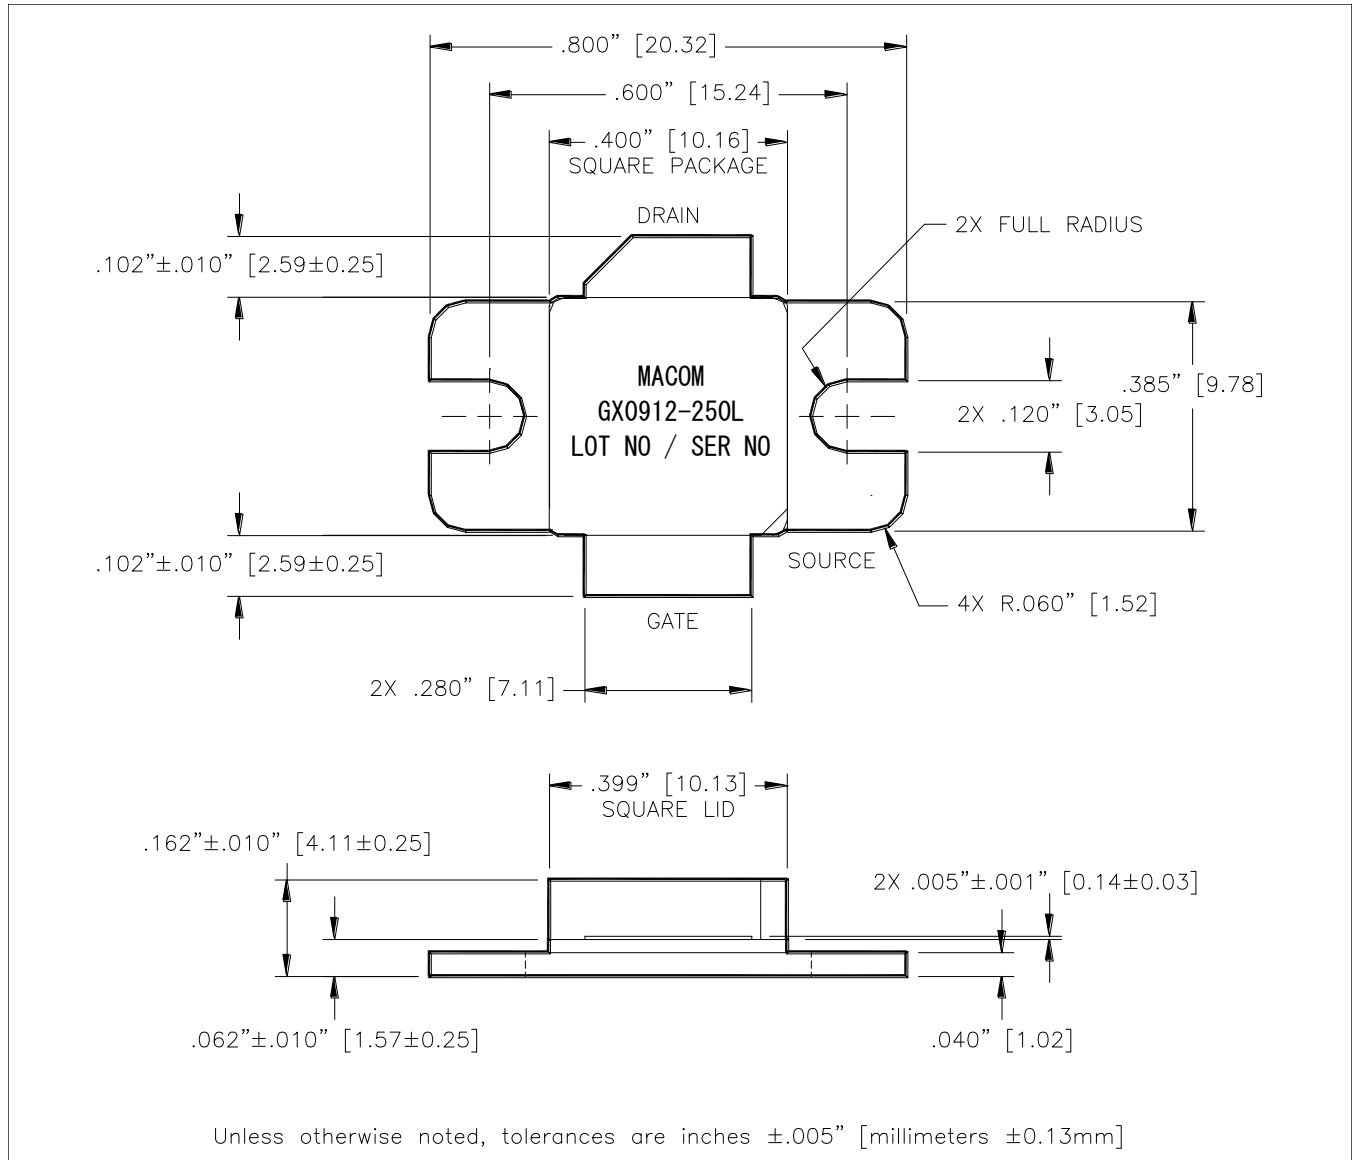 .800” [20.32]
.600” [15.24]
.400” [10.16]
SQUARE PACKAGE
DRAIN
2X FULL RADIUS
.102”±.010” [2.59±0.25]
MACOM
GX0912-250L
LOT NO / SER NO
.385” [9.78]
2X .120” [3.05]
.102”±.010” [2.59±0.25]
SOURCE
4X R.060” [1.52]
GATE
2X .280” [7.11]
.399” [10.13]
SQUARE LID
.162”±.010” [4.11±0.25]
2X .005”±.001” [0.14±0.03]
.062”±.010” [1.57±0.25]
.040” [1.02]
Unless otherwise noted, tolerances are inches ±.005” [millimeters ±0.13mm]